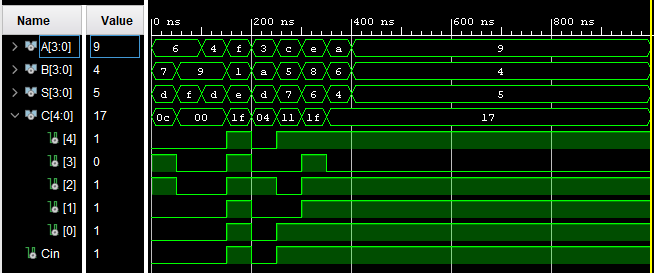 Name Value 0 ns 200 ns 400 ns 600 ns 800 ns
A[3:0] 9 6 4 f 3 c e a 9
B[3:0] 4 7 9 1 a 5 8 6 4
S[3:0] 5 d f d e d 7 6 4 5
C[4:0] 17 0c 00 1f 04 11 1f 17
[4] 1
[3] 0
[2] 1
[1] 1
[0] 1
Cin 1